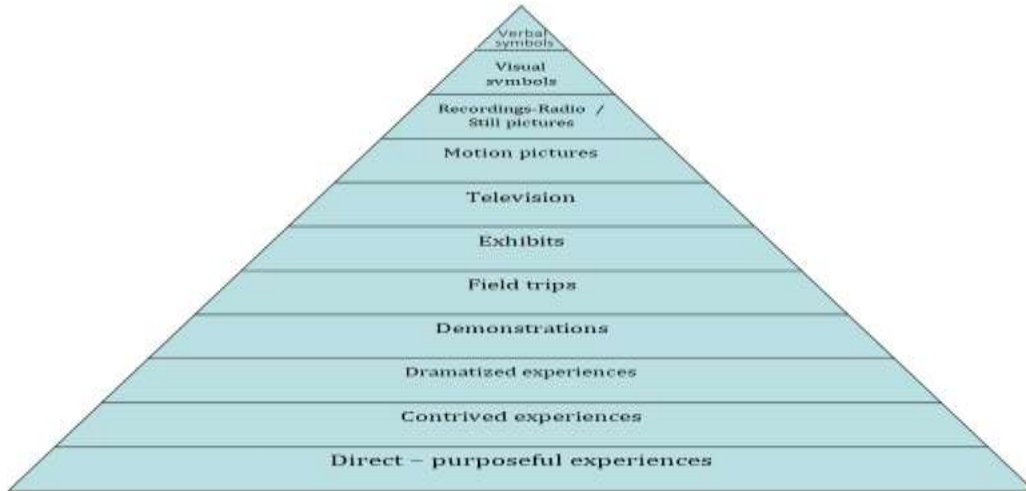 Verbal
symbols
Visual
symbols
Recordings-Radio /
Still pictures
Motion pictures
Television
Exhibits
Field trips
Demonstrations
Dramatized experiences
Contrived experiences
Direct – purposeful experiences